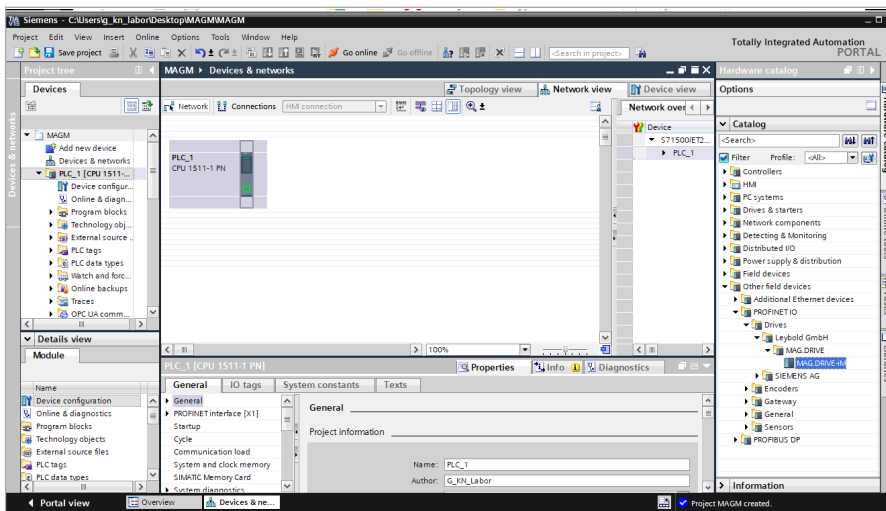 Siemens - C:\Users\g_kn_labor\Desktop\MAGM\MAGM
Project Edit View Insert Online Options Tools Window Help
Totally Integrated Automation
PORTAL
Save project
Go online
Go offline
<Search in project>
Project tree
MAGM
Devices & networks
Hardware catalog
Devices
Topology view
Network view
Device view
Options
Network
Connections
HMI connection
Network over
Devices & networks
MAGM
Add new device
Devices & networks
PLC_1 [CPU 1511-...
Device configur...
Online & diagn...
Program blocks
Technology obj...
External source ..
PLC tags
PLC data types
Watch and forc...
Online backups
Traces
OPC UA comm...
PLC_1
CPU 1511-1 PN
Device
S71500/ET2...
PLC_1
100%
Catalog
<Search>
Filter
Profile:
<All>
Controllers
HMI
PC systems
Drives & starters
Network components
Detecting & Monitoring
Distributed I/O
Power supply & distribution
Field devices
Other field devices
Additional Ethernet devices
PROFINET IO
Drives
Leybold GmbH
MAG.DRIVE
MAG.DRIVE-iM
SIEMENS AG
Encoders
Gateway
General
Sensors
PROFIBUS DP
Information
Details view
Module
Name
Device configuration
Online & diagnostics
Program blocks
Technology objects
External source files
PLC tags
PLC data types
PLC_1 [CPU 1511-1 PN]
Properties
Info
Diagnostics
General
IO tags
System constants
Texts
General
PROFINET interface [X1]
Startup
Cycle
Communication load
System and clock memory
SIMATIC Memory Card
System diagnostics
General
Project information
Name: PLC_1
Author: G_KN_Labor
Portal view
Overview
Devices & ne...
Project MAGM created.